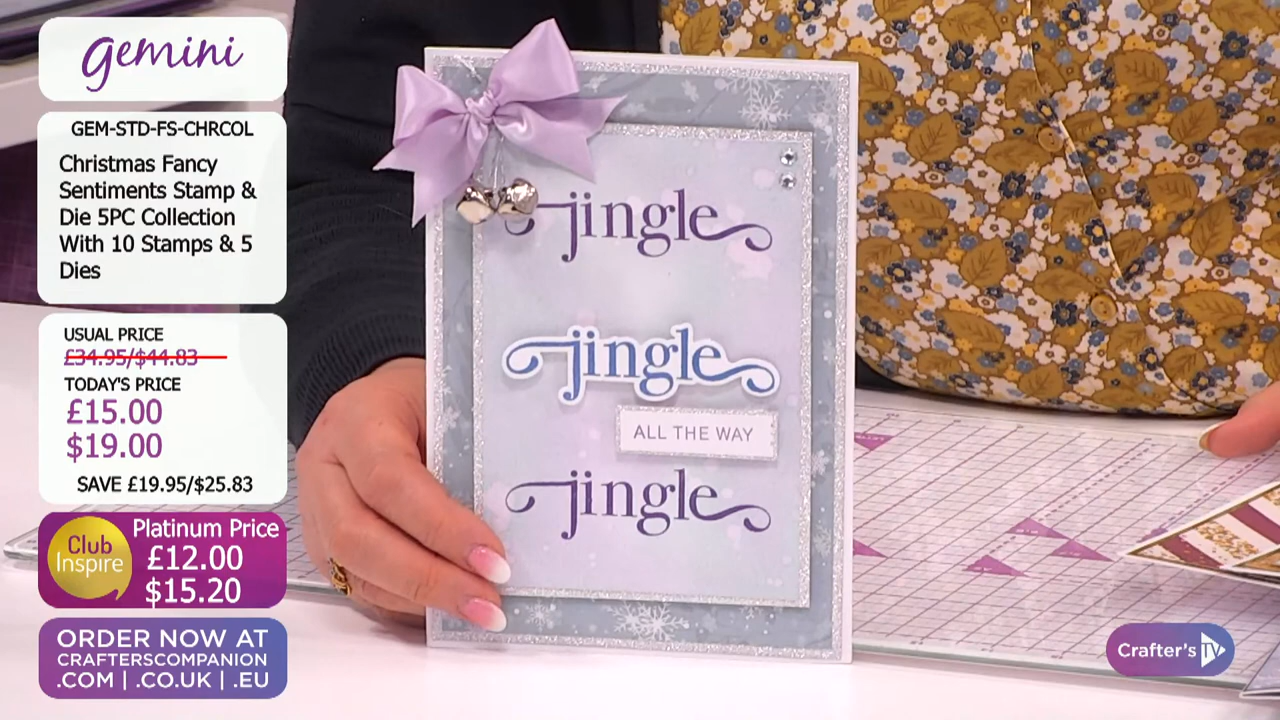 gemini
GEM-STD-FS-CHRCOL
Christmas Fancy
Sentiments Stamp &
Die 5PC Collection
With 10 Stamps & 5
Dies
USUAL PRICE
£34.95/$44.83
TODAY'S PRICE
£15.00
$19.00
SAVE £19.95/$25.83
Club
Inspire
Platinum Price
£12.00
$15.20
ORDER NOW AT
CRAFTERSCOMPANION
.COM | .CO.UK | .EU
jingle
jingle
ALL THE WAY
jingle
Crafter's TV